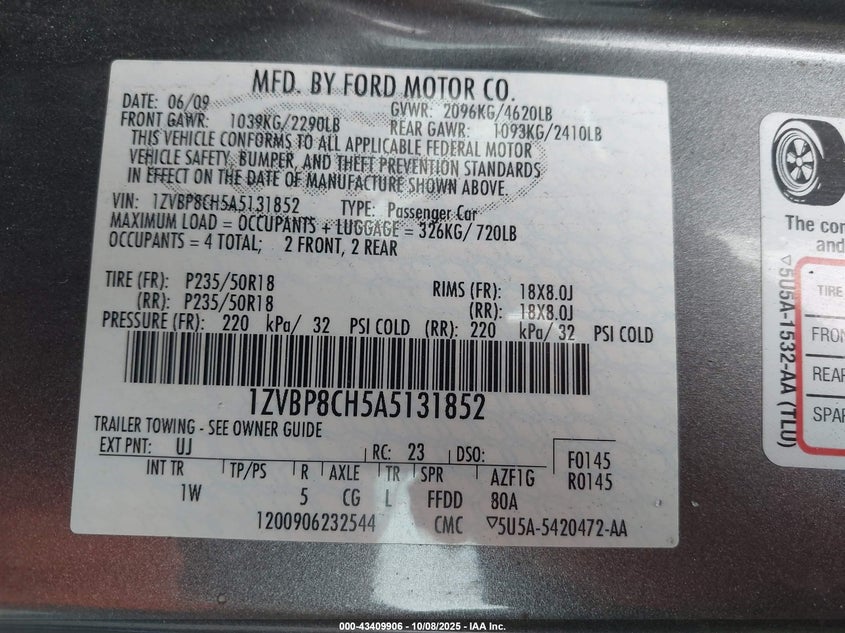 MFD. BY FORD MOTOR CO.
DATE: 06/09 GVWR: 2096KG/4620LB
FRONT GAWR: 1039KG/2290LB REAR GAWR: 1093KG/2410LB
THIS VEHICLE CONFORMS TO ALL APPLICABLE FEDERAL MOTOR
VEHICLE SAFETY, BUMPER, AND THEFT PREVENTION STANDARDS
IN EFFECT ON THE DATE OF MANUFACTURE SHOWN ABOVE.
VIN: 1ZVBP8CH5A5131852 TYPE: Passenger Car
MAXIMUM LOAD = OCCUPANTS + LUGGAGE = 326KG/720LB
OCCUPANTS = 4 TOTAL; 2 FRONT, 2 REAR
TIRE (FR): P235/50R18 RIMS (FR): 18X8.0J
(RR): P235/50R18 (RR): 18X8.0J
PRESSURE (FR): 220 kPa/ 32 PSI COLD (RR): 220 kPa/ 32 PSI COLD
1ZVBP8CH5A5131852
TRAILER TOWING - SEE OWNER GUIDE
EXT PNT: UJ RC: 23 DSO: F0145
INT TR TP/PS R AXLE TR SPR AZF1G R0145
1W 5 CG L FFDD 80A
1200906232544 CMC ▽5U5A-5420472-AA
The con
and
▽5U5A-1532-AA (TLU)
TIRE
FRON
REAR
SPAR
000-43409906 - 10/08/2025 - IAA Inc.